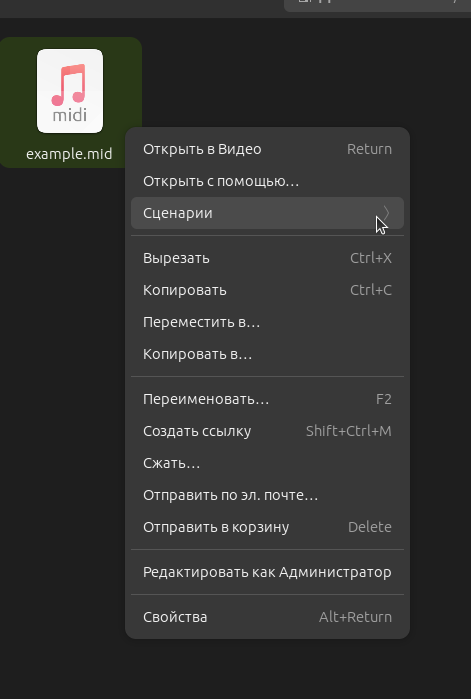 midi
example.mid
Открыть в Видео Return
Открыть с помощью…
Сценарии
Вырезать Ctrl+X
Копировать Ctrl+C
Переместить в…
Копировать в…
Переименовать… F2
Создать ссылку Shift+Ctrl+M
Сжать…
Отправить по эл. почте…
Отправить в корзину Delete
Редактировать как Администратор
Свойства Alt+Return